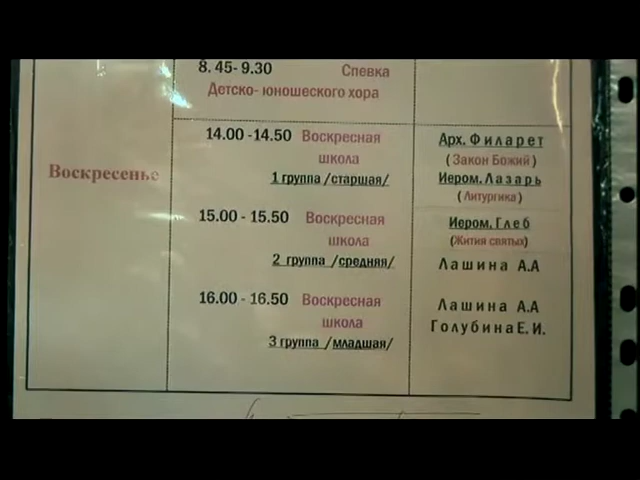 8. 45- 9.30 Спевка
Детско- юношеского хора
Воскресенье
14.00 -14.50 Воскресная
школа
1 группа /старшая/
Арх. Филарет
( Закон Божий )
Иером. Лазарь
( Литургика )
15.00 - 15.50 Воскресная
школа
2 группа /средняя/
Иером. Глеб
(Жития святых)
Лашина А.А
16.00 - 16.50 Воскресная
школа
3 группа /младшая/
Лашина А.А
Голубина Е. И.